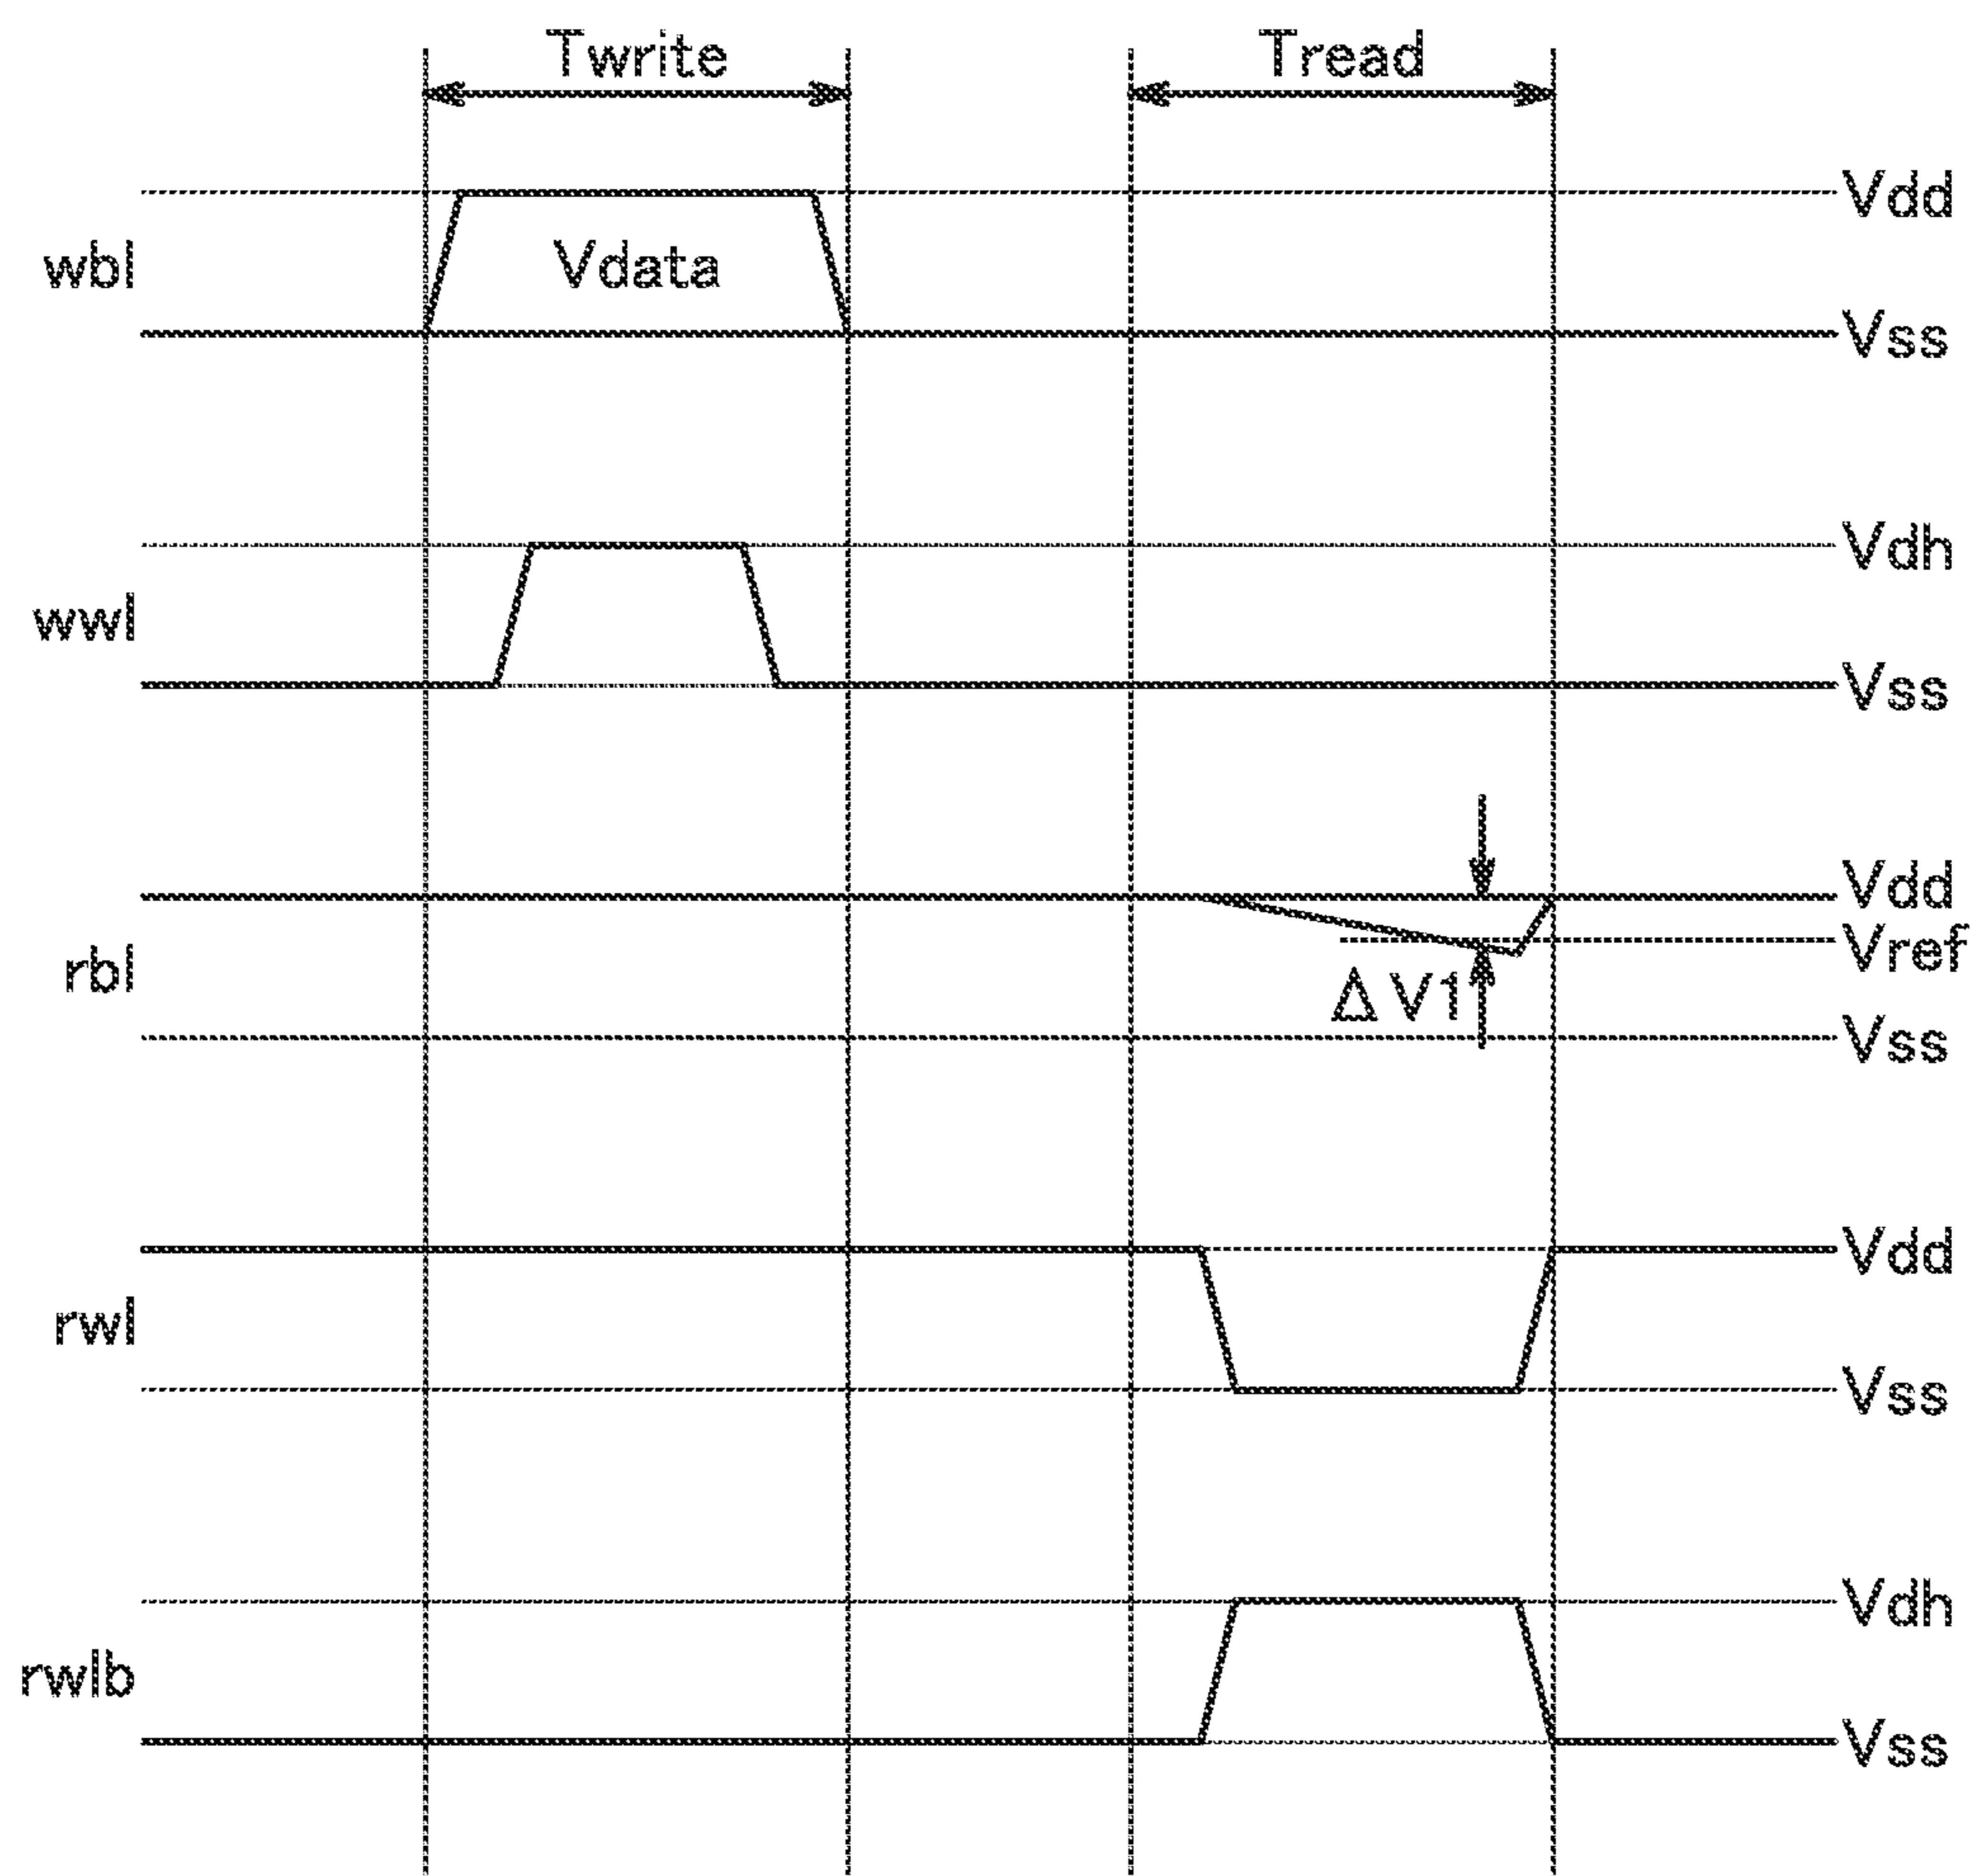 Twrite Tread
Vdd
wbl Vdata
Vss
Vdh
wwl
Vss
Vdd
Vref
rbl
ΔV1
Vss
Vdd
rwl
Vss
Vdh
rwlb
Vss